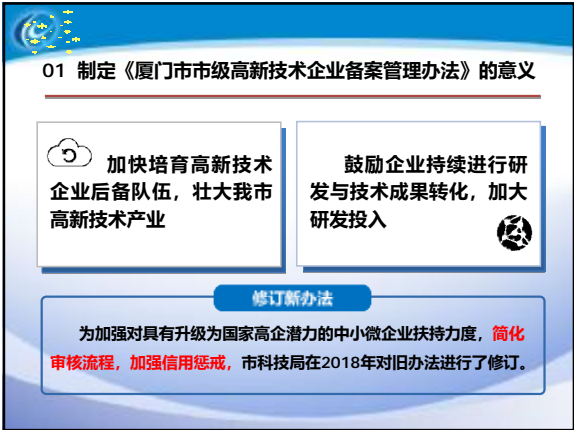 01 制定《厦门市市级高新技术企业备案管理办法》的意义
加快培育高新技术
企业后备队伍，壮大我市
高新技术产业
鼓励企业持续进行研
发与技术成果转化，加大
研发投入
修订新办法
为加强对具有升级为国家高企潜力的中小微企业扶持力度，简化
审核流程，加强信用惩戒，市科技局在2018年对旧办法进行了修订。